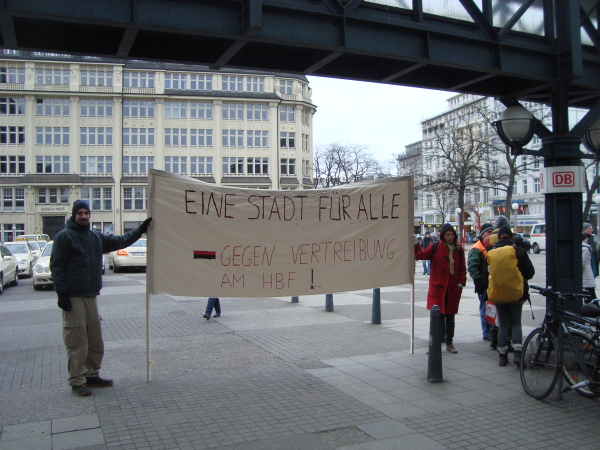 EINE STADT FÜR ALLE
GEGEN VERTREIBUNG
AM HBF !
DB